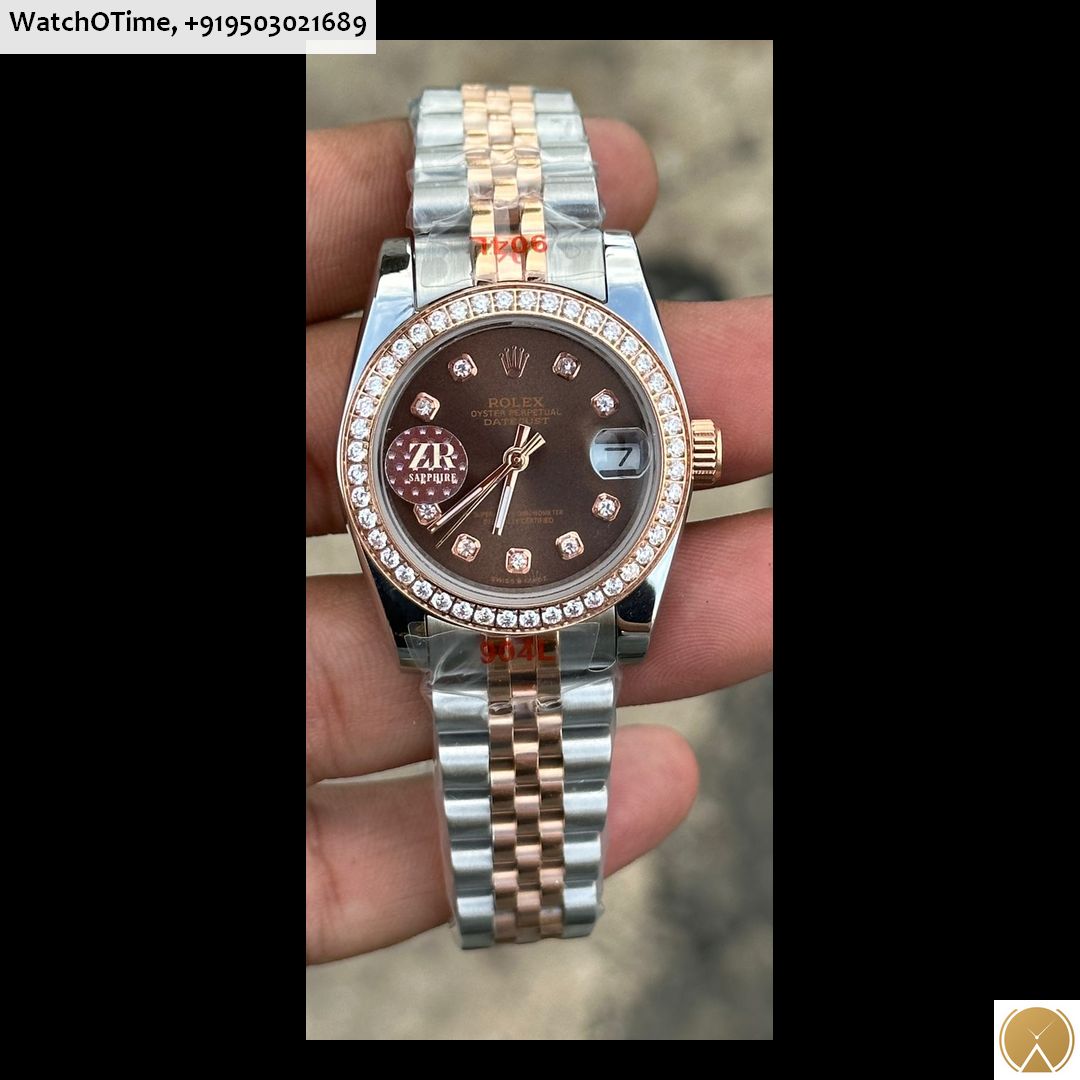 WatchOTime, +919503021689
904L
ROLEX
OYSTER PERPETUAL
DATEJUST
ZR
SAPPHIRE
7
904L